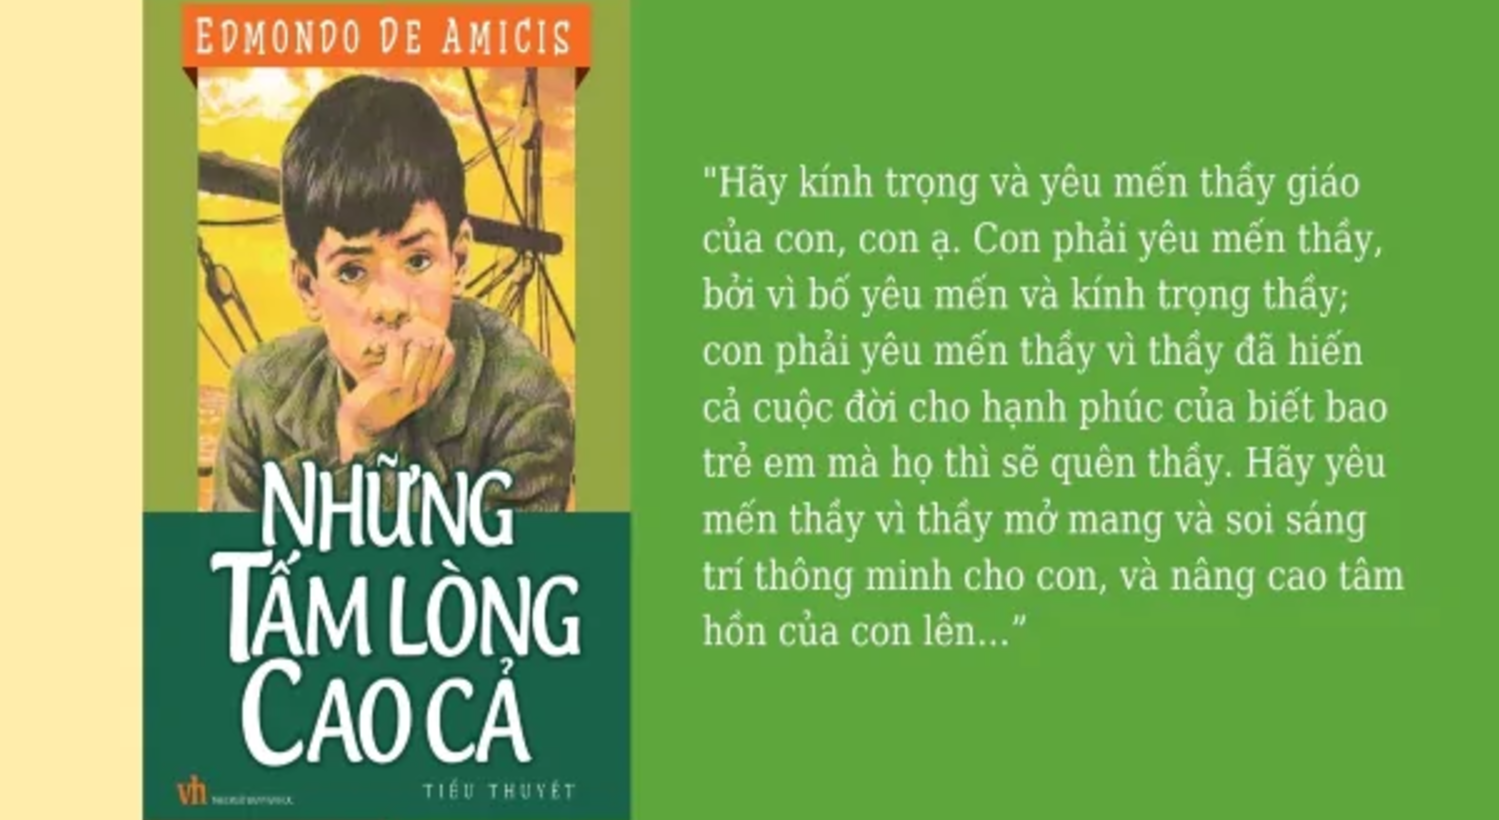 EDMONDO DE AMICIS
NHỮNG
TẤM LÒNG
CAO CẢ
vh
TIỂU THUYẾT
"Hãy kính trọng và yêu mến thầy giáo
của con, con ạ. Con phải yêu mến thầy,
bởi vì bố yêu mến và kính trọng thầy;
con phải yêu mến thầy vì thầy đã hiến
cả cuộc đời cho hạnh phúc của biết bao
trẻ em mà họ thì sẽ quên thầy. Hãy yêu
mến thầy vì thầy mở mang và soi sáng
trí thông minh cho con, và nâng cao tâm
hồn của con lên...”